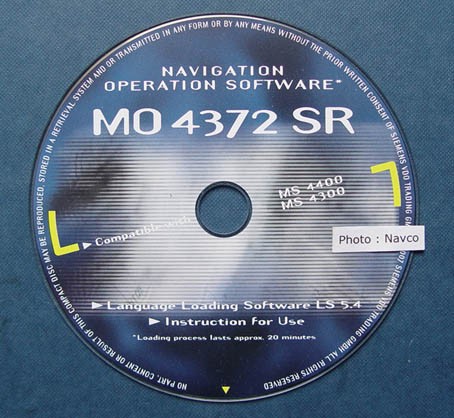 NO PART, CONTENT OR RESULT OF THIS COMPACT DISC MAY BE REPRODUCED, STORED IN A RETRIEVAL SYSTEM AND OR TRANSMITTED IN ANY FORM OR BY ANY MEANS WITHOUT THE PRIOR WRITTEN CONSENT OF SIEMENS VDO TRADING GMBH
VDO TRADING GMBH ALL RIGHTS RESERVED
NAVIGATION
OPERATION SOFTWARE*
MO 4372 SR
MS 4400
MS 4300
Compatible with
Photo : Navco
Language Loading Software LS 5.4
Instruction for Use
*Loading process lasts approx. 20 minutes